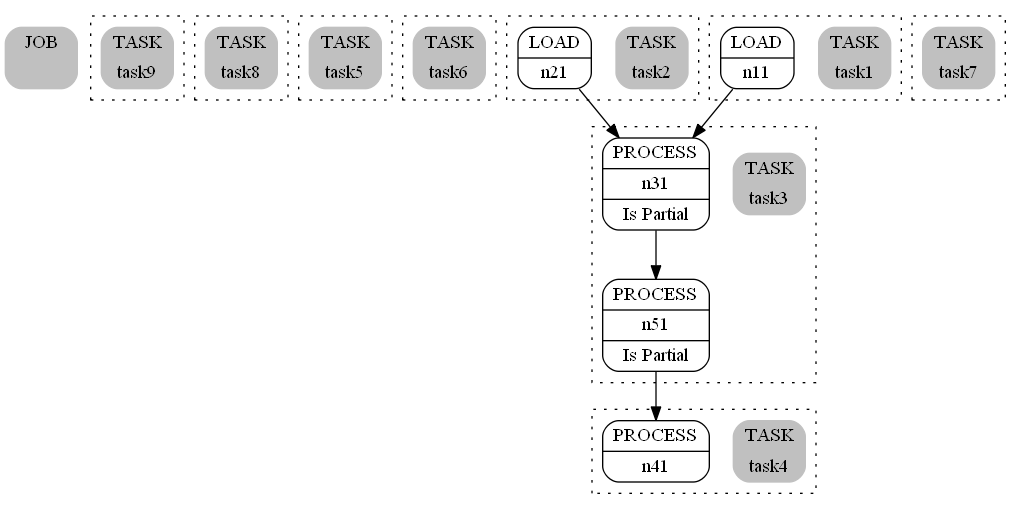 JOB
TASK
task9
TASK
task8
TASK
task5
TASK
task6
LOAD
n21
TASK
task2
LOAD
n11
TASK
task1
TASK
task7
PROCESS
n31
Is Partial
TASK
task3
PROCESS
n51
Is Partial
PROCESS
n41
TASK
task4